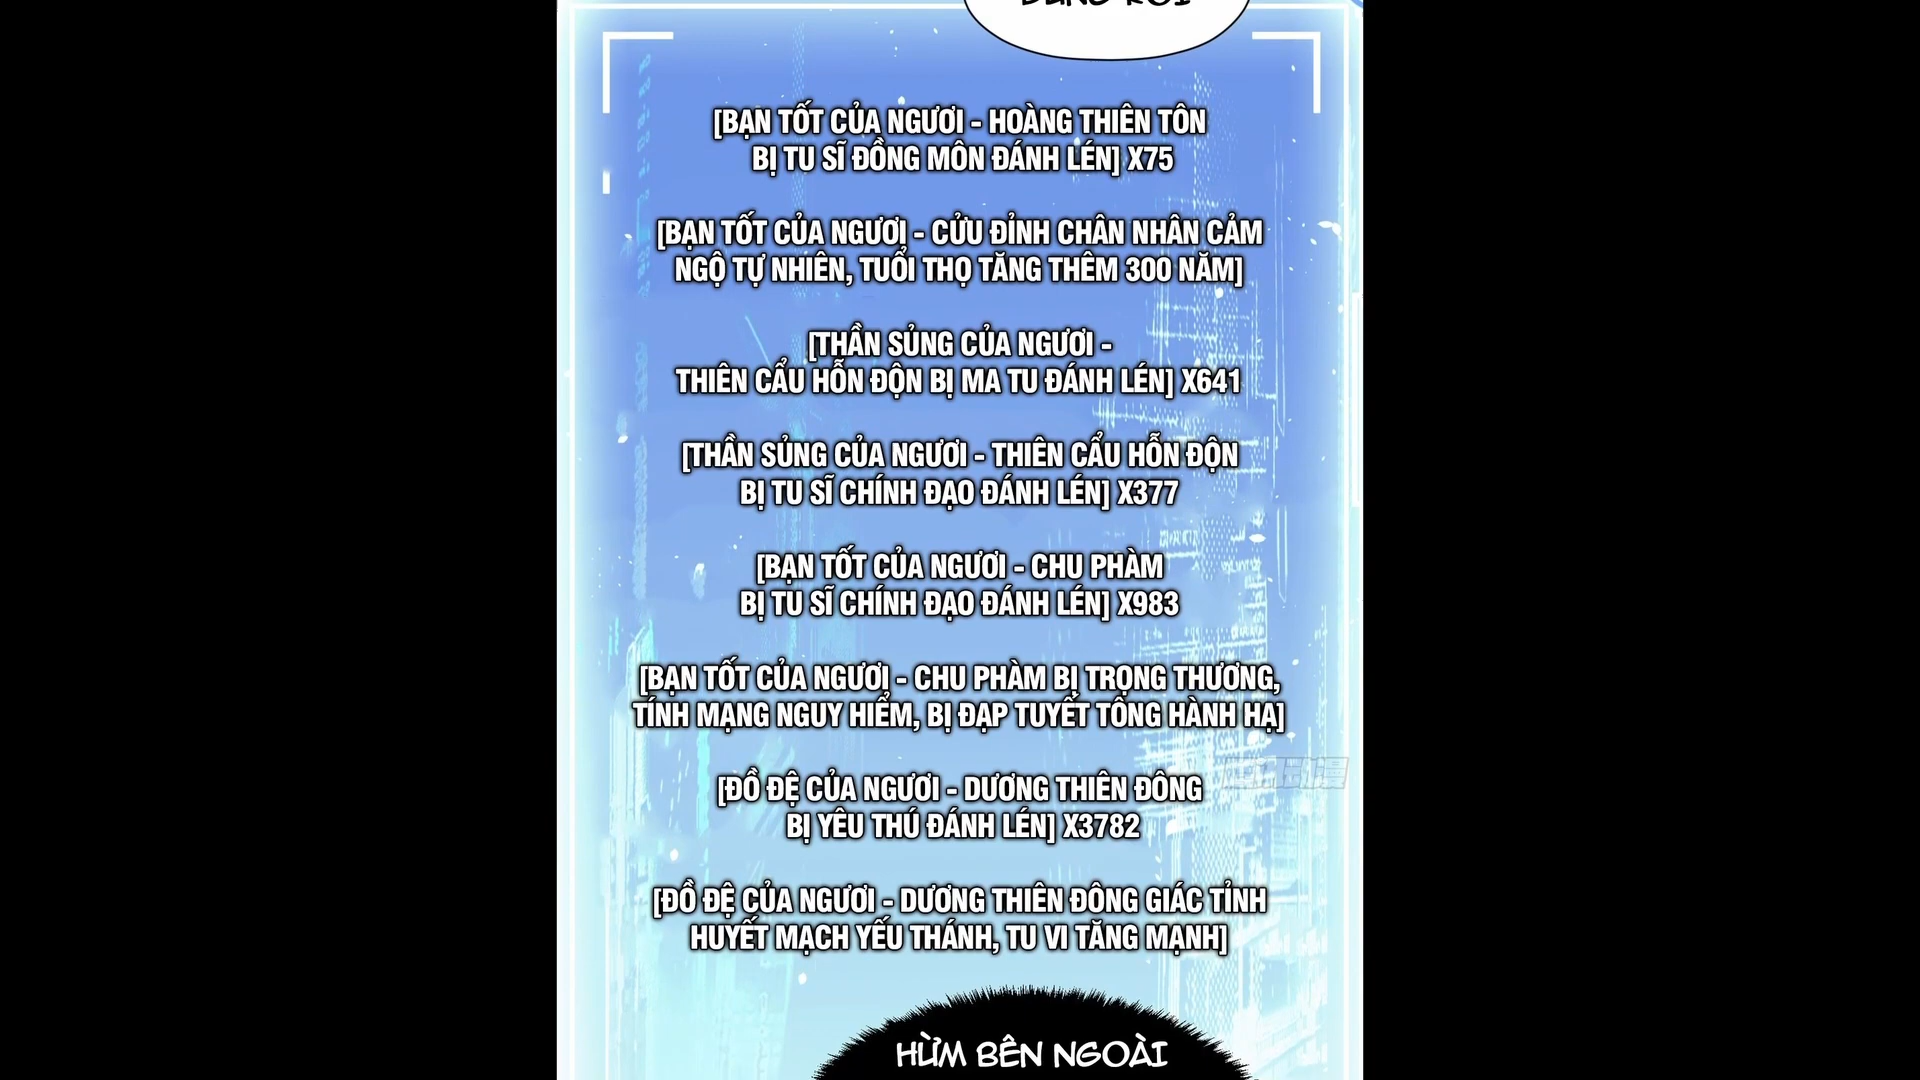 [BẠN TỐT CỦA NGƯƠI - HOÀNG THIÊN TÔN
BỊ TU SĨ ĐỒNG MÔN ĐÁNH LÉN] X75
[BẠN TỐT CỦA NGƯƠI - CỬU ĐỈNH CHÂN NHÂN CẢM
NGỘ TỰ NHIÊN, TUỔI THỌ TĂNG THÊM 300 NĂM]
[THẦN SỦNG CỦA NGƯƠI -
THIÊN CẨU HỖN ĐỘN BỊ MA TU ĐÁNH LÉN] X641
[THẦN SỦNG CỦA NGƯƠI - THIÊN CẨU HỖN ĐỘN
BỊ TU SĨ CHÍNH ĐẠO ĐÁNH LÉN] X377
[BẠN TỐT CỦA NGƯƠI - CHU PHÀM
BỊ TU SĨ CHÍNH ĐẠO ĐÁNH LÉN] X983
[BẠN TỐT CỦA NGƯƠI - CHU PHÀM BỊ TRỌNG THƯƠNG,
TÍNH MẠNG NGUY HIỂM, BỊ ĐẠP TUYẾT TÔNG HÀNH HẠ]
[ĐỒ ĐỆ CỦA NGƯƠI - DƯƠNG THIÊN ĐÔNG
BỊ YÊU THÚ ĐÁNH LÉN] X3782
[ĐỒ ĐỆ CỦA NGƯƠI - DƯƠNG THIÊN ĐÔNG GIÁC TỈNH
HUYẾT MẠCH YẾU THÁNH, TU VI TĂNG MẠNH]
HỪM BÊN NGOÀI